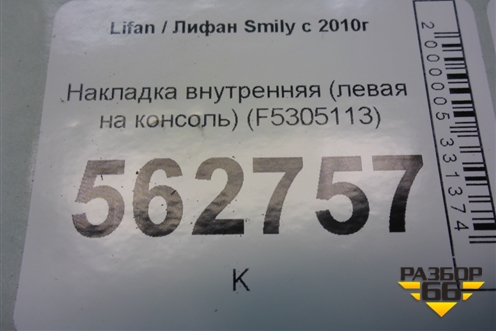 Lifan / Лифан Smily с 2010г
Накладка внутренняя (левая
на консоль) (F5305113)
562757
К
2000005331374
РАЗБОР
66